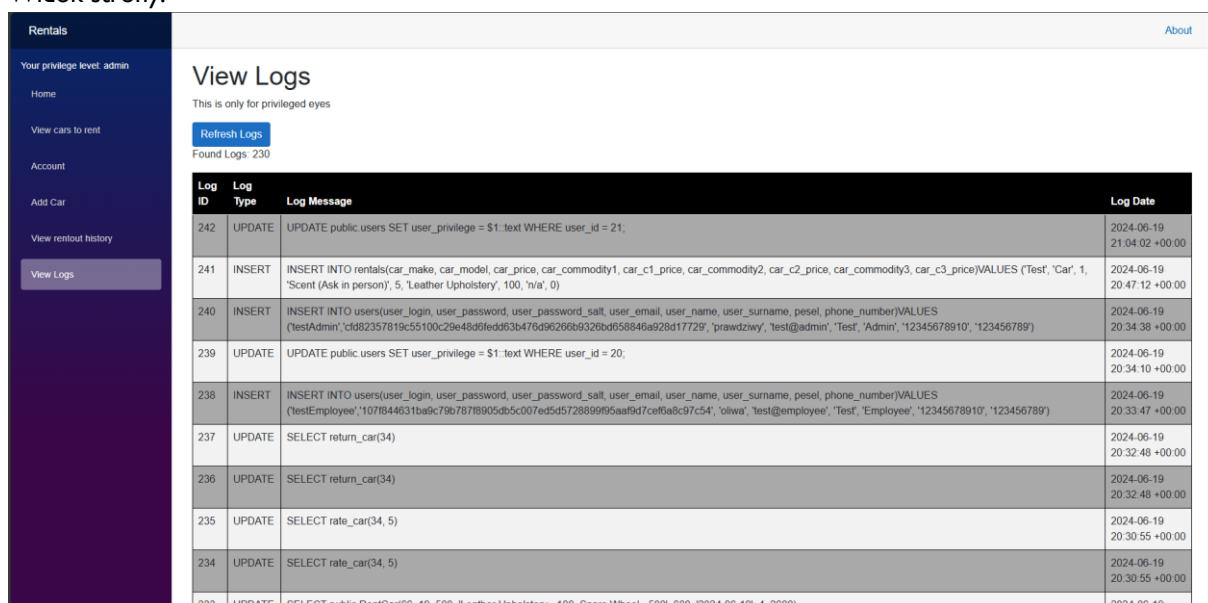 Widok strony:
Rentals
About
Your privilege level: admin
Home
View cars to rent
Account
Add Car
View rentout history
View Logs
View Logs
This is only for privileged eyes
Refresh Logs
Found Logs: 230
Log ID Log Type Log Message Log Date
242 UPDATE UPDATE public.users SET user_privilege = $1::text WHERE user_id = 21; 2024-06-19
21:04:02 +00:00
241 INSERT INSERT INTO rentals(car_make, car_model, car_price, car_commodity1, car_c1_price, car_commodity2, car_c2_price, car_commodity3, car_c3_price)VALUES ('Test', 'Car', 1, 2024-06-19
'Scent (Ask in person)', 5, 'Leather Upholstery', 100, 'n/a', 0) 20:47:12 +00:00
240 INSERT INSERT INTO users(user_login, user_password, user_password_salt, user_email, user_name, user_surname, pesel, phone_number)VALUES 2024-06-19
('testAdmin','cfd82357819c55100c29e48d6fedd63b476d96266b9326bd658846a928d17729', 'prawdziwy', 'test@admin', 'Test', 'Admin', '12345678910', '123456789') 20:34:38 +00:00
239 UPDATE UPDATE public.users SET user_privilege = $1::text WHERE user_id = 20; 2024-06-19
20:34:10 +00:00
238 INSERT INSERT INTO users(user_login, user_password, user_password_salt, user_email, user_name, user_surname, pesel, phone_number)VALUES 2024-06-19
('testEmployee','107f844631ba9c79b787f8905db5c007ed5d5728899f95aaf9d7cef6a8c97c54', 'oliwa', 'test@employee', 'Test', 'Employee', '12345678910', '123456789') 20:33:47 +00:00
237 UPDATE SELECT return_car(34) 2024-06-19
20:32:48 +00:00
236 UPDATE SELECT return_car(34) 2024-06-19
20:32:48 +00:00
235 UPDATE SELECT rate_car(34, 5) 2024-06-19
20:30:55 +00:00
234 UPDATE SELECT rate_car(34, 5) 2024-06-19
20:30:55 +00:00